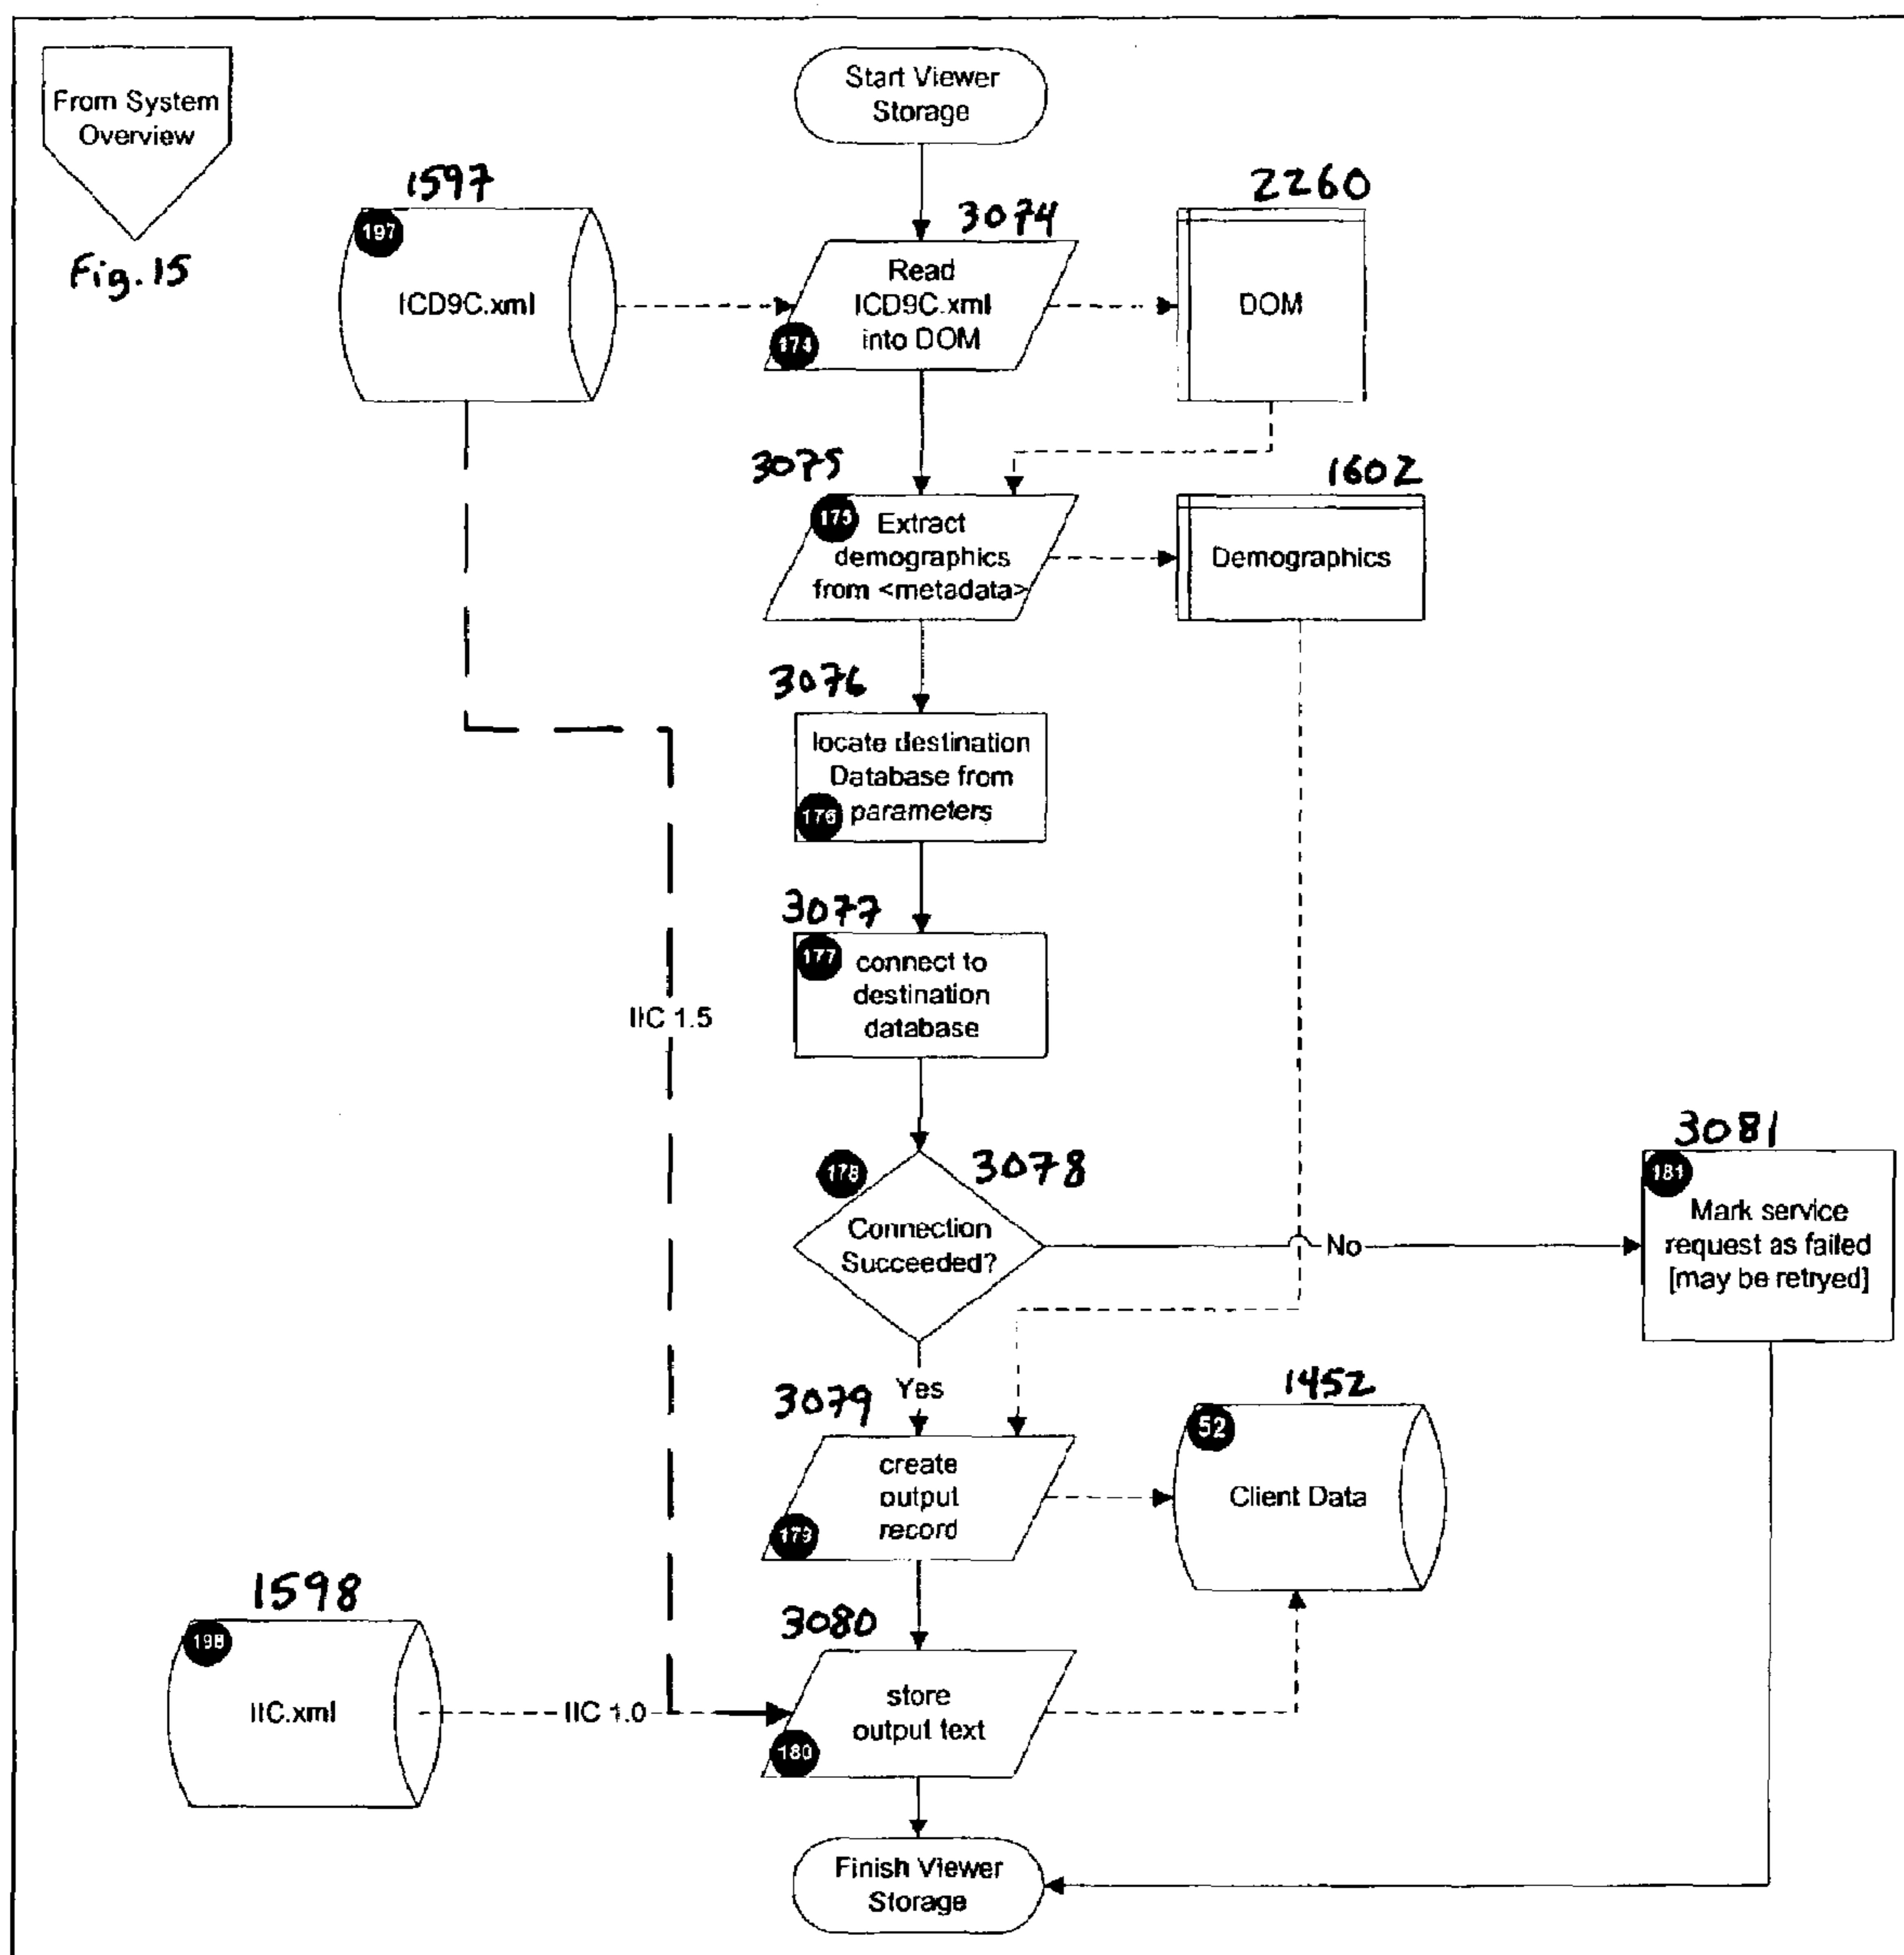 From System
Overview
Fig. 15
Start Viewer
Storage
1597
197
ICD9C.xml
3074
Read
ICD9C.xml
into DOM
174
2260
DOM
3075
175
Extract
demographics
from <metadata>
1602
Demographics
3076
locate destination
Database from
parameters
176
3077
177
connect to
destination
database
IIC 1.5
178
3078
Connection
Succeeded?
No
3081
181
Mark service
request as failed
[may be retryed]
Yes
3079
create
output
record
179
1452
52
Client Data
1598
198
IIC.xml
IIC 1.0
3080
store
output text
180
Finish Viewer
Storage